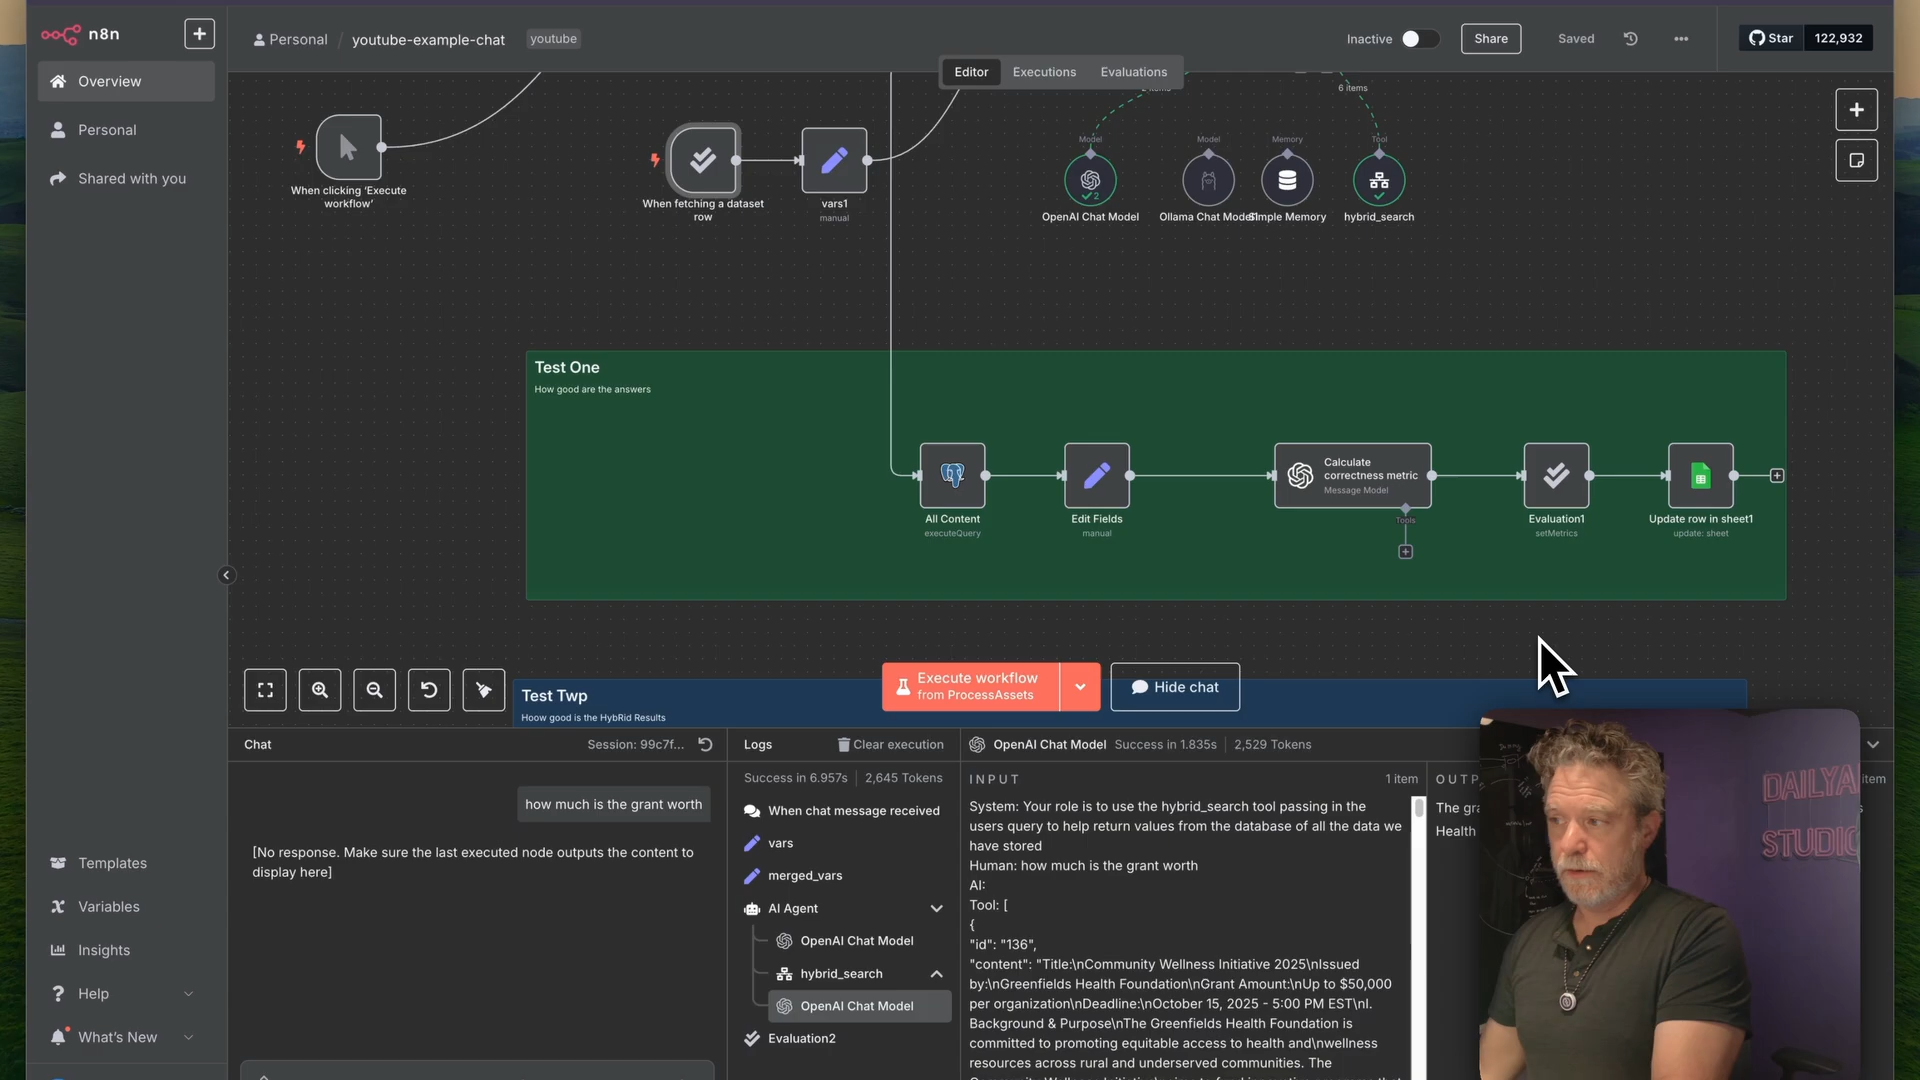 n8n
Personal / youtube-example-chat youtube
Inactive
Share
Saved
Star 122,932
Overview
Personal
Shared with you
Editor Executions Evaluations
6 items
When clicking ‘Execute
workflow’
When fetching a dataset
row
vars1
manual
Model
Model
Memory
Tool
2
OpenAI Chat Model
Ollama Chat Model
Simple Memory
hybrid_search
Test One
How good are the answers
All Content
executeQuery
Edit Fields
manual
Calculate
correctness metric
Message Model
Tools
Evaluation1
setMetrics
Update row in sheet1
update: sheet
Execute workflow
from ProcessAssets
Hide chat
Test Twp
Hoow good is the HybRid Results
Chat
Session: 99c7f...
how much is the grant worth
[No response. Make sure the last executed node outputs the content to
display here]
Logs
Clear execution
Success in 6.957s 2,645 Tokens
When chat message received
vars
merged_vars
AI Agent
OpenAI Chat Model
hybrid_search
OpenAI Chat Model
Evaluation2
OpenAI Chat Model Success in 1.835s 2,529 Tokens
INPUT
1 item
System: Your role is to use the hybrid_search tool passing in the
users query to help return values from the database of all the data we
have stored
Human: how much is the grant worth
AI:
Tool: [
{
"id": "136",
"content": "Title:\nCommunity Wellness Initiative 2025\nIssued
by:\nGreenfields Health Foundation\nGrant Amount:\nUp to $50,000
per organization\nDeadline:\nOctober 15, 2025 - 5:00 PM EST\nI.
Background & Purpose\nThe Greenfields Health Foundation is
committed to promoting equitable access to health and\nwellness
resources across rural and underserved communities. The
OUTP
item
The gra
Health
Templates
Variables
Insights
Help
What’s New
DAILYA
STUDIO